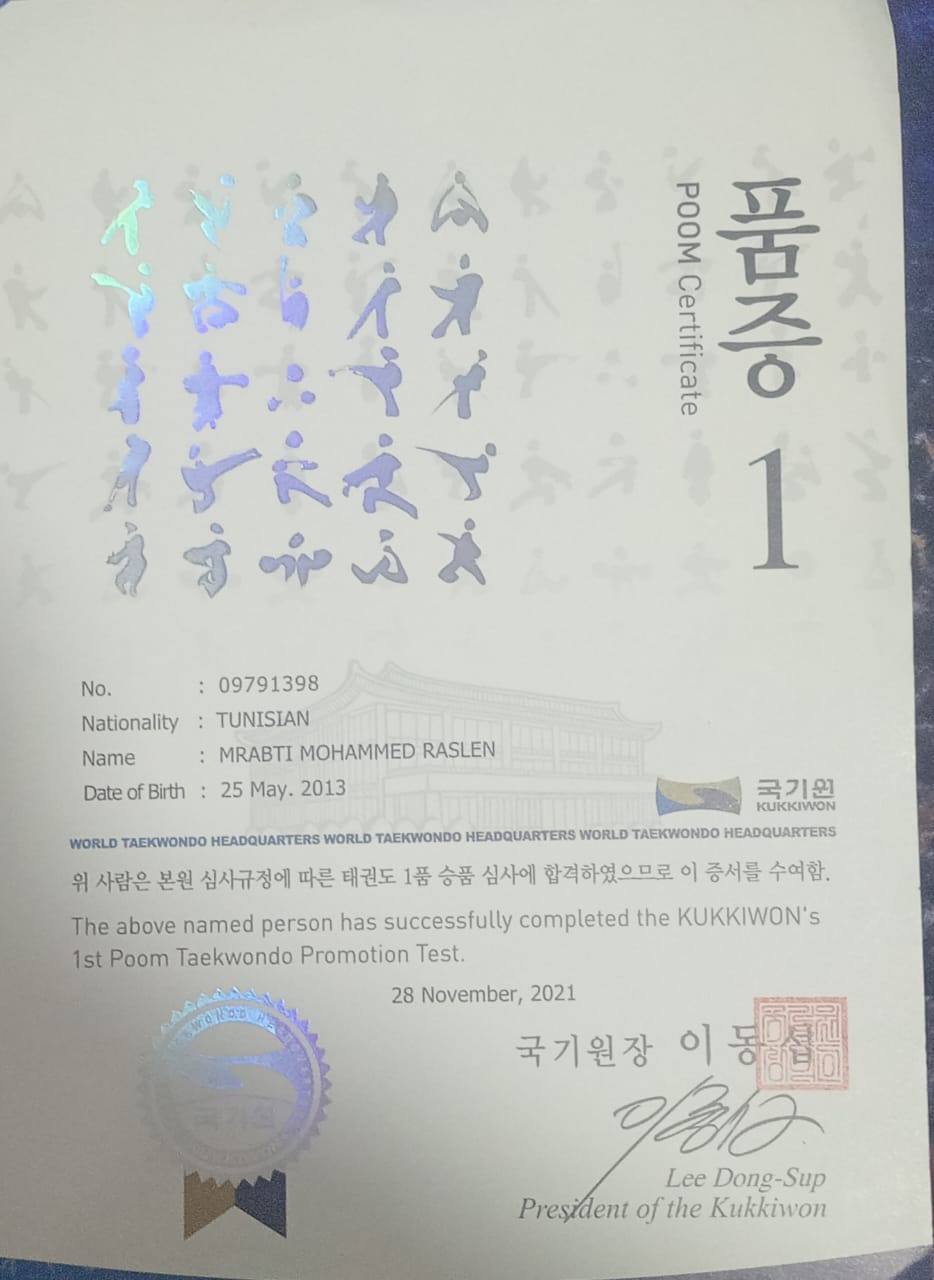 품증 1
POOM Certificate
No. : 09791398
Nationality : TUNISIAN
Name : MRABTI MOHAMMED RASLEN
Date of Birth : 25 May. 2013
국기원
KUKKIWON
WORLD TAEKWONDO HEADQUARTERS WORLD TAEKWONDO HEADQUARTERS WORLD TAEKWONDO HEADQUARTERS
위 사람은 본원 심사규정에 따른 태권도 1품 승품 심사에 합격하였으므로 이 증서를 수여함.
The above named person has successfully completed the KUKKIWON's
1st Poom Taekwondo Promotion Test.
28 November, 2021
국기원장 이동섭
국기원
Lee Dong-Sup
President of the Kukkiwon